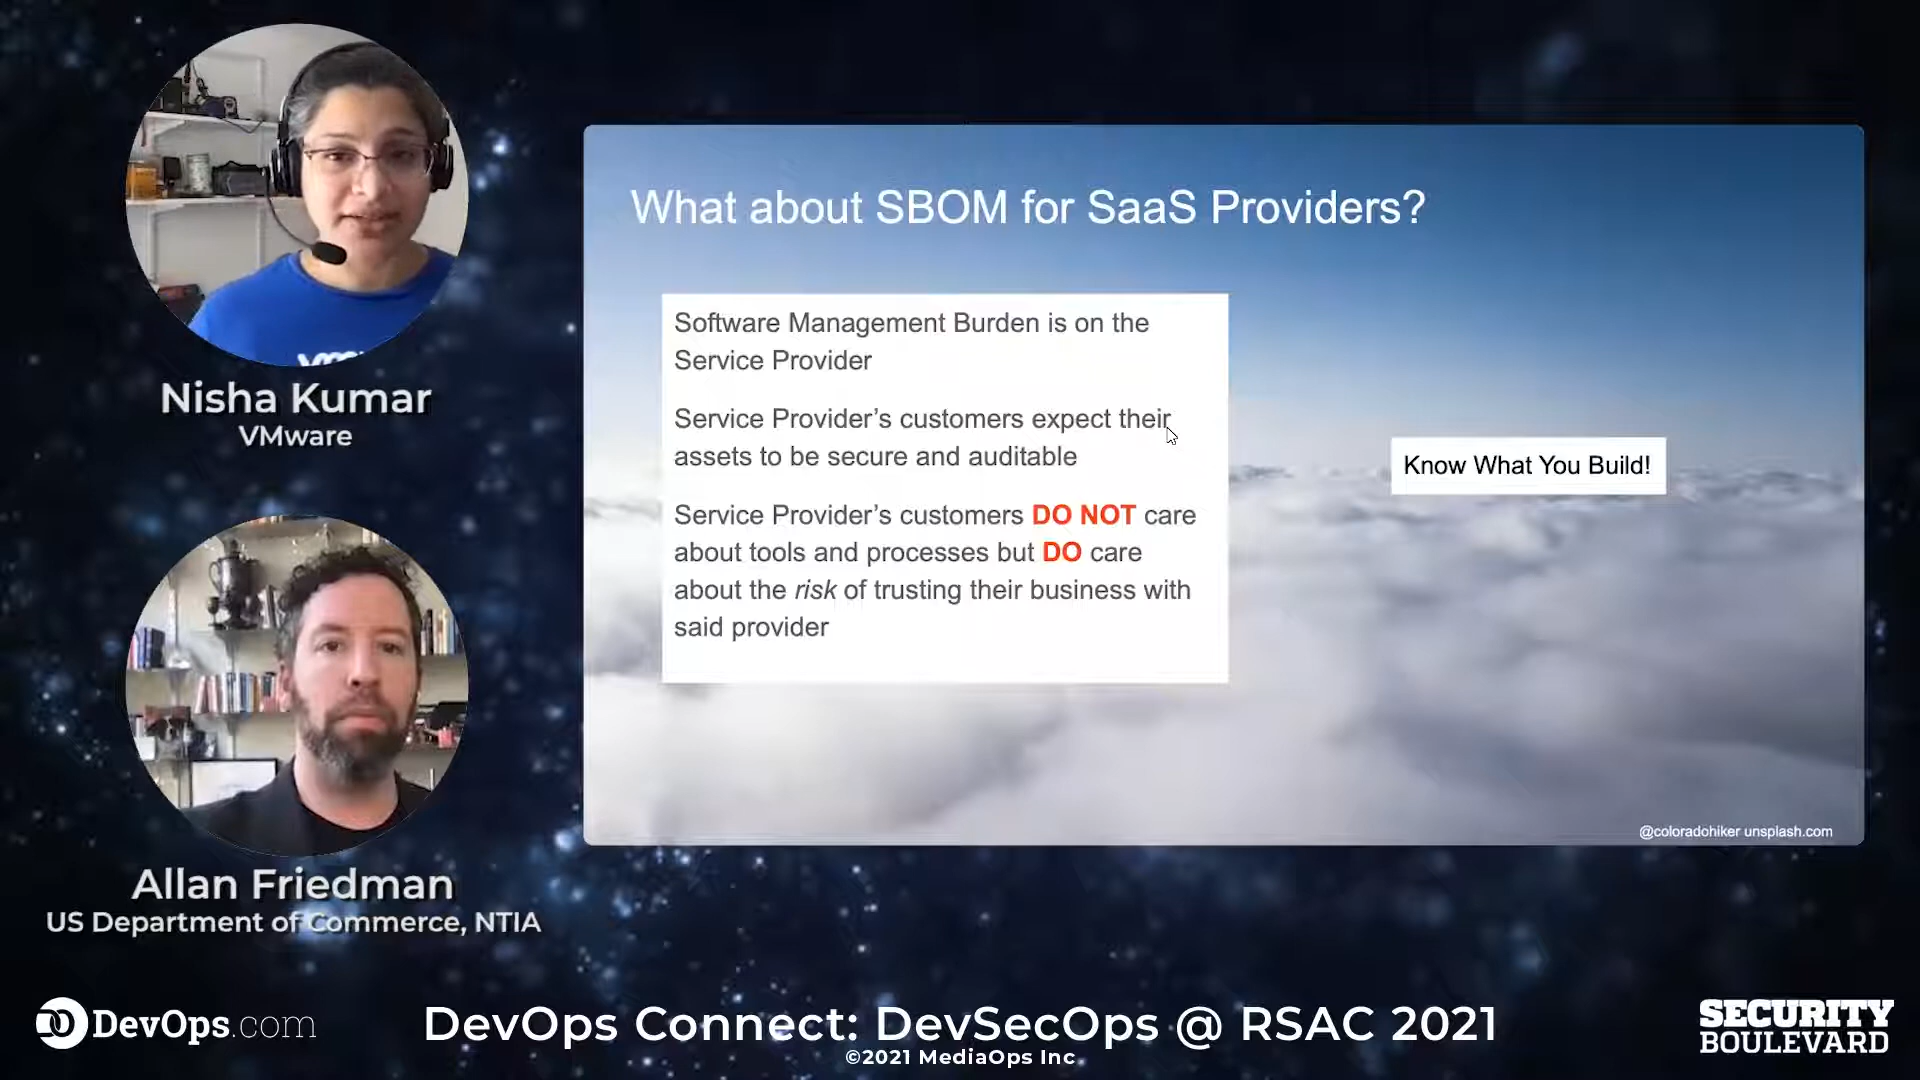 Nisha Kumar
VMware
Allan Friedman
US Department of Commerce, NTIA
What about SBOM for SaaS Providers?
Software Management Burden is on the
Service Provider
Service Provider’s customers expect their
assets to be secure and auditable
Service Provider’s customers DO NOT care
about tools and processes but DO care
about the risk of trusting their business with
said provider
Know What You Build!
@coloradohiker unsplash.com
DevOps.com
DevOps Connect: DevSecOps @ RSAC 2021
©2021 MediaOps Inc
SECURITY
BOULEVARD